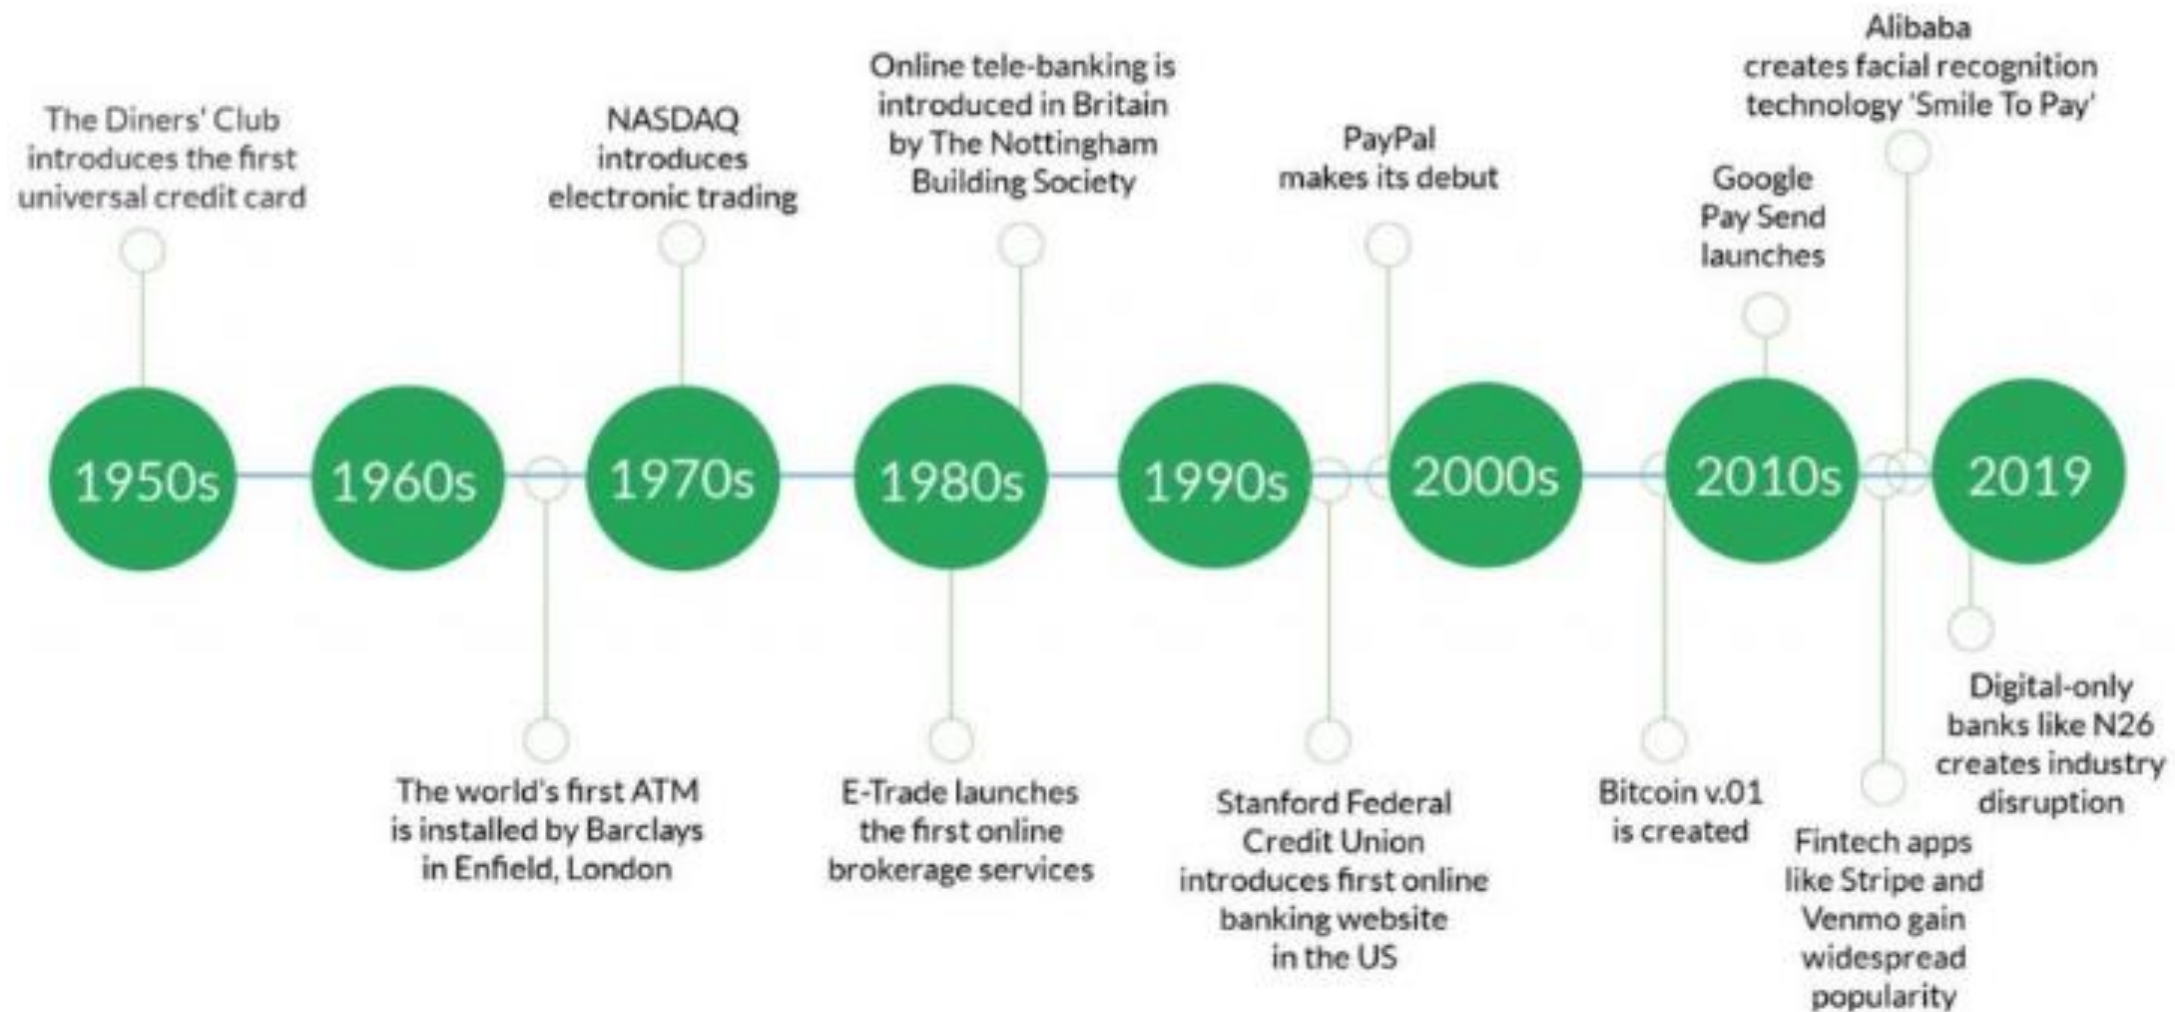 The Diners' Club
introduces the first
universal credit card
NASDAQ
introduces
electronic trading
Online tele-banking is
introduced in Britain
by The Nottingham
Building Society
PayPal
makes its debut
Google
Pay Send
launches
Alibaba
creates facial recognition
technology 'Smile To Pay'
1950s
1960s
1970s
1980s
1990s
2000s
2010s
2019
The world's first ATM
is installed by Barclays
in Enfield, London
E-Trade launches
the first online
brokerage services
Stanford Federal
Credit Union
introduces first online
banking website
in the US
Bitcoin v.01
is created
Fintech apps
like Stripe and
Venmo gain
widespread
popularity
Digital-only
banks like N26
creates industry
disruption